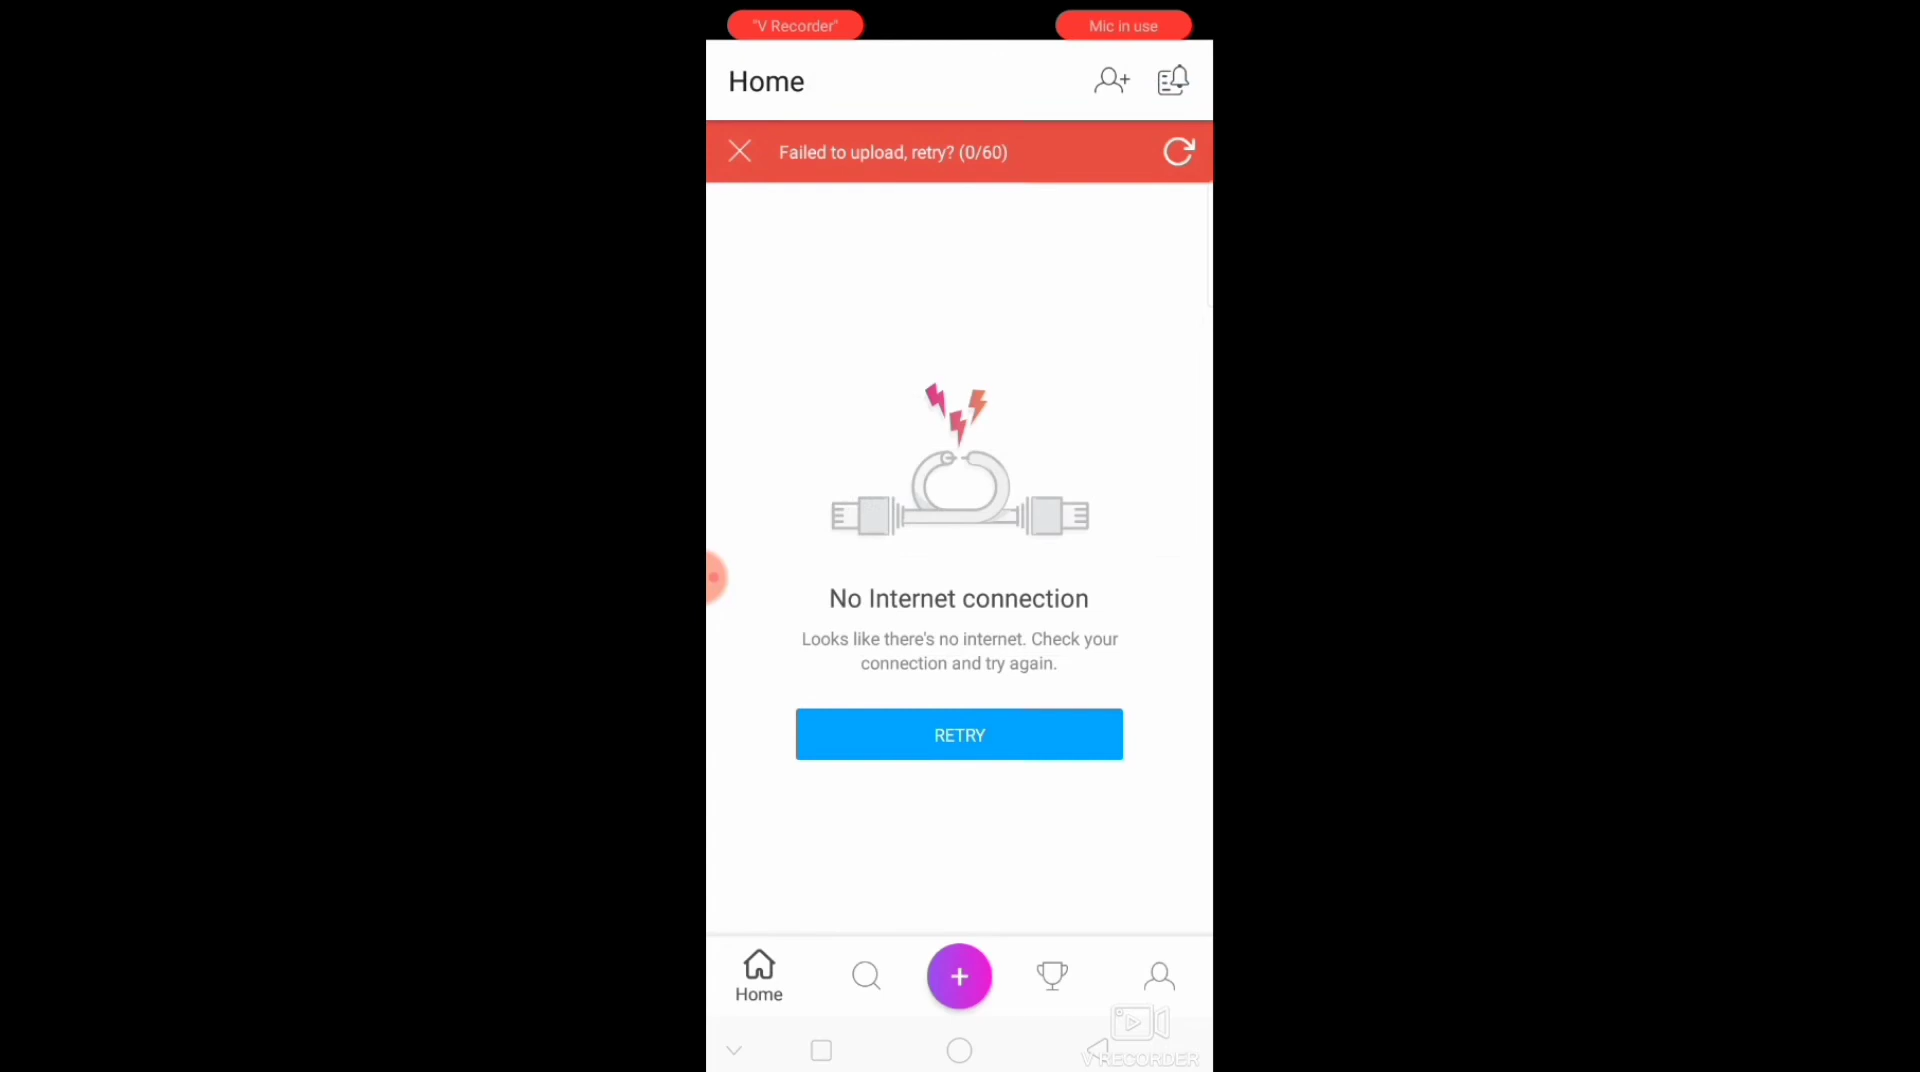 "V Recorder"
Mic in use
Home
Failed to upload, retry? (0/60)
No Internet connection
Looks like there's no internet. Check your
connection and try again.
RETRY
Home
V RECORDER